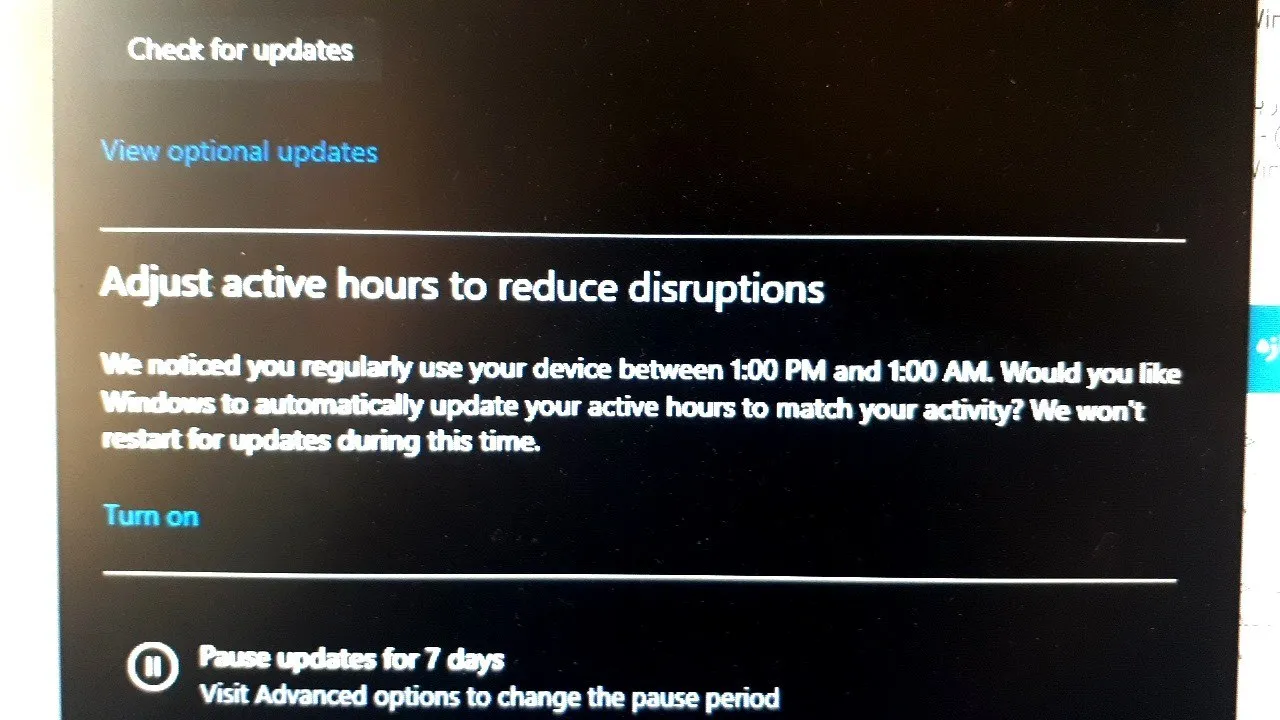 Check for updates
View optional updates
Adjust active hours to reduce disruptions
We noticed you regularly use your device between 1:00 PM and 1:00 AM. Would you like
Windows to automatically update your active hours to match your activity? We won't
restart for updates during this time.
Turn on
Pause updates for 7 days
Visit Advanced options to change the pause period